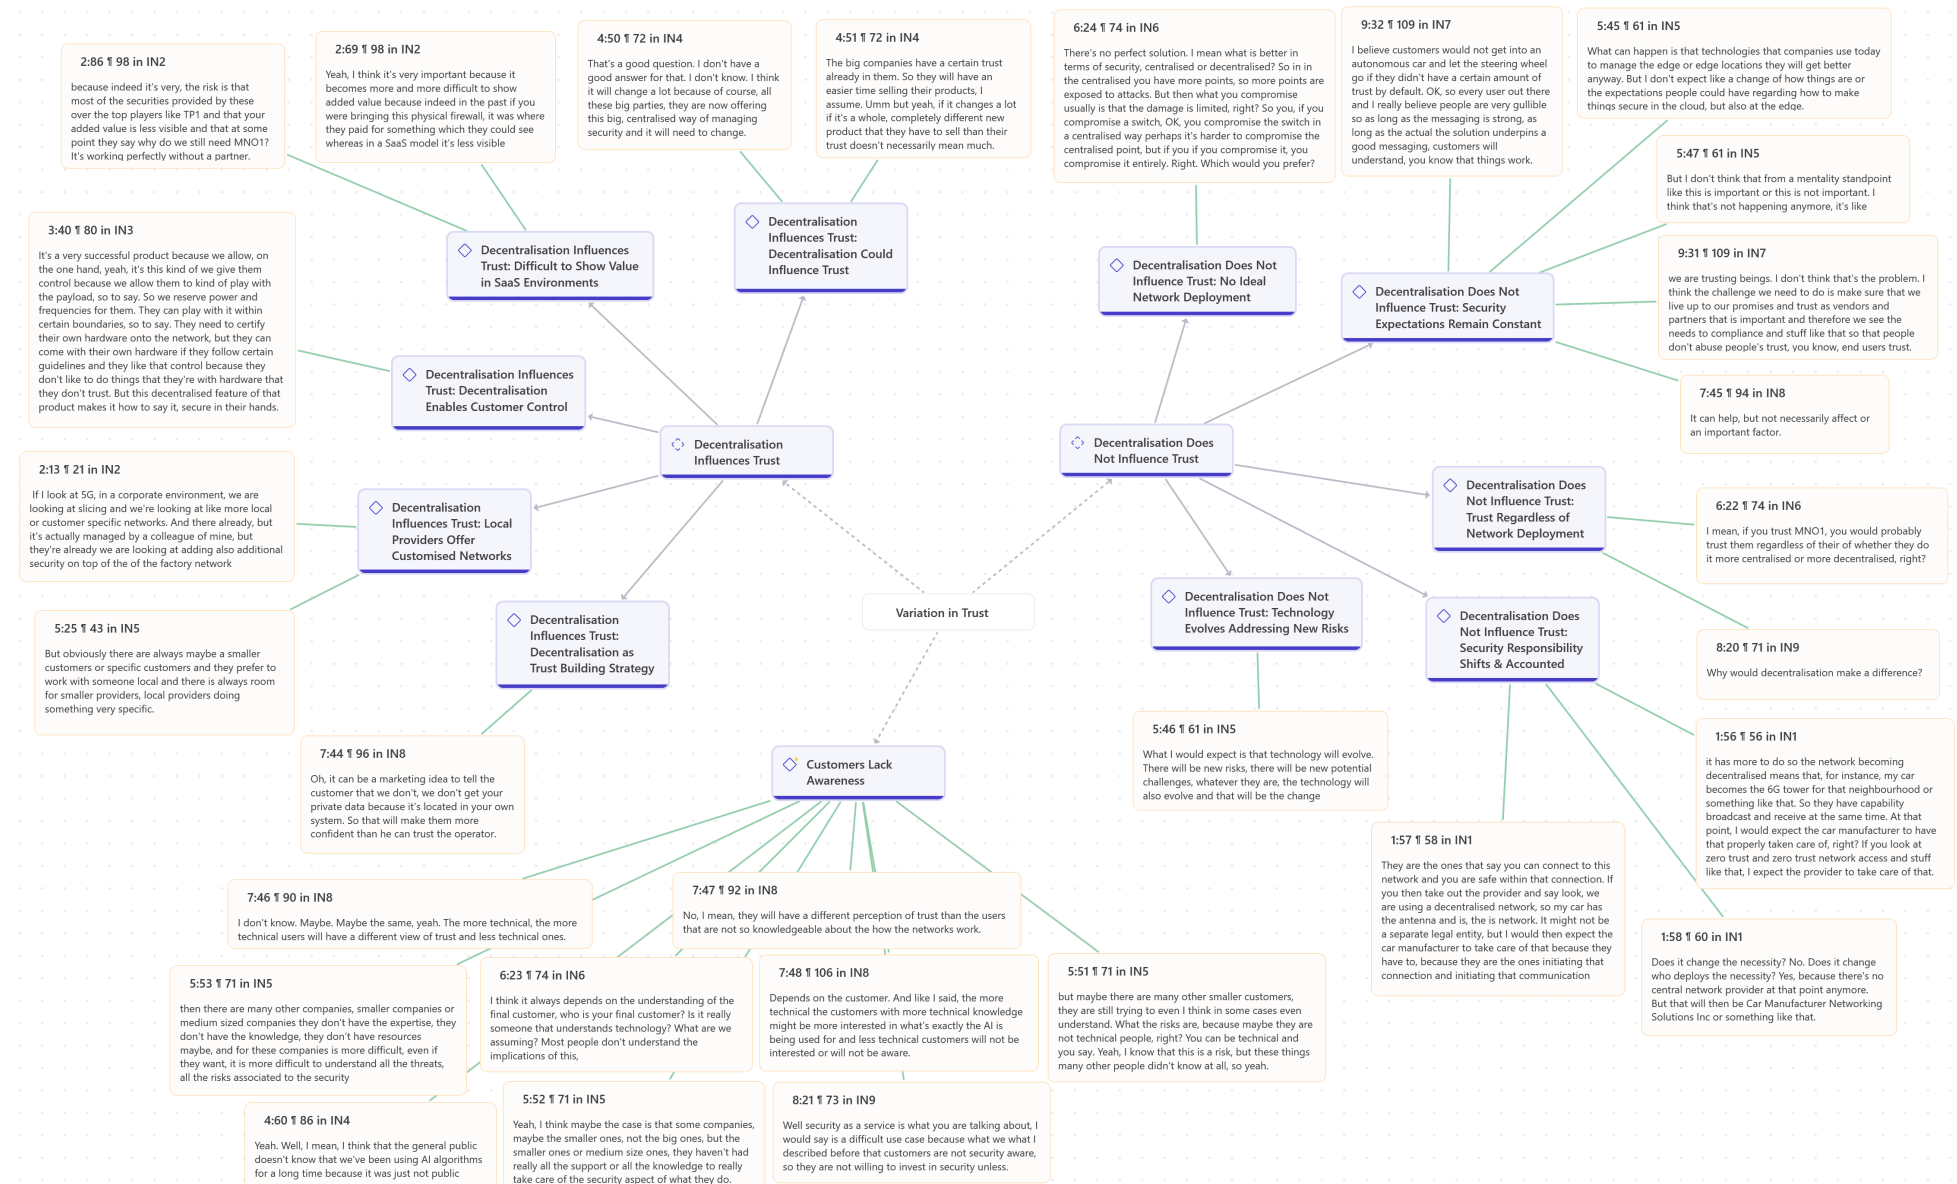 2:86 ¶ 98 in IN2
because indeed it's very, the risk is that
most of the securities provided by these
over the top players like TP1 and that your
added value is less visible and that at some
point they say why do we still need MNO1?
It's working perfectly without a partner.
2:69 ¶ 98 in IN2
Yeah, I think it's very important because it
becomes more and more difficult to show
added value because indeed in the past if you
were bringing this physical firewall, it was where
they paid for something which they could see
whereas in a SaaS model it's less visible
4:50 ¶ 72 in IN4
That's a good question. I don't have a
good answer for that. I don't know. I think
it will change a lot because of course, all
these big parties, they are now offering
this big, centralised way of managing
security and it will need to change.
4:51 ¶ 72 in IN4
The big companies have a certain trust
already in them. So they will have an
easier time selling their products, I
assume. Umm but yeah, if it changes a lot
if it's a whole, completely different new
product that they have to sell than their
trust doesn't necessarily mean much.
6:24 ¶ 74 in IN6
There's no perfect solution. I mean what is better in
terms of security, centralised or decentralised? So in in
the centralised you have more points, so more points are
exposed to attacks. But then what you compromise
usually is that the damage is limited, right? So you, if you
compromise a switch, OK, you compromise the switch in
a centralised way perhaps it's harder to compromise the
centralised point, but if you if you compromise it, you
compromise it entirely. Right. Which would you prefer?
9:32 ¶ 109 in IN7
I believe customers would not get into an
autonomous car and let the steering wheel
go if they didn't have a certain amount of
trust by default. OK, so every user out there
and I really believe people are very gullible
so as long as the messaging is strong, as
long as the actual the solution underpins a
good messaging, customers will
understand, you know that things work.
5:45 ¶ 61 in IN5
What can happen is that technologies that companies use today
to manage the edge or edge locations they will get better
anyway. But I don't expect like a change of how things are or
the expectations people could have regarding how to make
things secure in the cloud, but also at the edge.
5:47 ¶ 61 in IN5
But I don't think that from a mentality standpoint
like this is important or this is not important. I
think that's not happening anymore, it's like
9:31 ¶ 109 in IN7
we are trusting beings. I don't think that's the problem. I
think the challenge we need to do is make sure that we
live up to our promises and trust as vendors and
partners that is important and therefore we see the
needs to compliance and stuff like that so that people
don't abuse people's trust, you know, end users trust.
7:45 ¶ 94 in IN8
It can help, but not necessarily affect or
an important factor.
3:40 ¶ 80 in IN3
It's a very successful product because we allow, on
the one hand, yeah, it's this kind of we give them
control because we allow them to kind of play with
the payload, so to say. So we reserve power and
frequencies for them. They can play with it within
certain boundaries, so to say. They need to certify
their own hardware onto the network, but they can
come with their own hardware if they follow certain
guidelines and they like that control because they
don't like to do things that they're with hardware that
they don't trust. But this decentralised feature of that
product makes it how to say it, secure in their hands.
Decentralisation Influences
Trust: Difficult to Show Value
in SaaS Environments
Decentralisation
Influences Trust:
Decentralisation Could
Influence Trust
Decentralisation Does Not
Influence Trust: No Ideal
Network Deployment
Decentralisation Does Not
Influence Trust: Security
Expectations Remain Constant
Decentralisation Influences
Trust: Decentralisation
Enables Customer Control
Decentralisation
Influences Trust
Decentralisation Does
Not Influence Trust
Decentralisation Does
Not Influence Trust:
Trust Regardless of
Network Deployment
2:13 ¶ 21 in IN2
If I look at 5G, in a corporate environment, we are
looking at slicing and we're looking at like more local
or customer specific networks. And there already, but
it's actually managed by a colleague of mine, but
they're already we are looking at adding also additional
security on top of the of the factory network
Decentralisation
Influences Trust: Local
Providers Offer
Customised Networks
6:22 ¶ 74 in IN6
I mean, if you trust MNO1, you would probably
trust them regardless of their of whether they do
it more centralised or more decentralised, right?
5:25 ¶ 43 in IN5
But obviously there are always maybe a smaller
customers or specific customers and they prefer to
work with someone local and there is always room
for smaller providers, local providers doing
something very specific.
Decentralisation
Influences Trust:
Decentralisation as
Trust Building Strategy
Variation in Trust
Decentralisation Does Not
Influence Trust: Technology
Evolves Addressing New Risks
Decentralisation Does
Not Influence Trust:
Security Responsibility
Shifts & Accounted
8:20 ¶ 71 in IN9
Why would decentralisation make a difference?
7:44 ¶ 96 in IN8
Oh, it can be a marketing idea to tell the
customer that we don't, we don't get your
private data because it's located in your own
system. So that will make them more
confident than he can trust the operator.
Customers Lack
Awareness
5:46 ¶ 61 in IN5
What I would expect is that technology will evolve.
There will be new risks, there will be new potential
challenges, whatever they are, the technology will
also evolve and that will be the change
1:56 ¶ 56 in IN1
it has more to do so the network becoming
decentralised means that, for instance, my car
becomes the 6G tower for that neighbourhood or
something like that. So they have capability
broadcast and receive at the same time. At that
point, I would expect the car manufacturer to have
that properly taken care of, right? If you look at
zero trust and zero trust network access and stuff
like that, I expect the provider to take care of that.
1:57 ¶ 58 in IN1
They are the ones that say you can connect to this
network and you are safe within that connection. If
you then take out the provider and say look, we
are using a decentralised network, so my car has
the antenna and is, the is network. It might not be
a separate legal entity, but I would then expect the
car manufacturer to take care of that because they
have to, because they are the ones initiating that
connection and initiating that communication
1:58 ¶ 60 in IN1
Does it change the necessity? No. Does it change
who deploys the necessity? Yes, because there's no
central network provider at that point anymore.
But that will then be Car Manufacturer Networking
Solutions Inc or something like that.
7:46 ¶ 90 in IN8
I don't know. Maybe. Maybe the same, yeah. The more technical, the more
technical users will have a different view of trust and less technical ones.
7:47 ¶ 92 in IN8
No, I mean, they will have a different perception of trust than the users
that are not so knowledgeable about the how the networks work.
5:53 ¶ 71 in IN5
then there are many other companies, smaller companies or
medium sized companies they don't have the expertise, they
don't have the knowledge, they don't have resources
maybe, and for these companies is more difficult, even if
they want, it is more difficult to understand all the threats,
all the risks associated to the security
6:23 ¶ 74 in IN6
I think it always depends on the understanding of the
final customer, who is your final customer? Is it really
someone that understands technology? What are we
assuming? Most people don't understand the
implications of this,
7:48 ¶ 106 in IN8
Depends on the customer. And like I said, the more
technical the customers with more technical knowledge
might be more interested in what's exactly the AI is
being used for and less technical customers will not be
interested or will not be aware.
5:51 ¶ 71 in IN5
but maybe there are many other smaller customers,
they are still trying to even I think in some cases even
understand. What the risks are, because maybe they are
not technical people, right? You can be technical and
you say. Yeah, I know that this is a risk, but these things
many other people didn't know at all, so yeah.
4:60 ¶ 86 in IN4
Yeah. Well, I mean, I think that the general public
doesn't know that we've been using AI algorithms
for a long time because it was just not public
5:52 ¶ 71 in IN5
Yeah, I think maybe the case is that some companies,
maybe the smaller ones, not the big ones, but the
smaller ones or medium size ones, they haven't had
really all the support or all the knowledge to really
take care of the security aspect of what they do.
8:21 ¶ 73 in IN9
Well security as a service is what you are talking about, I
would say is a difficult use case because what we what I
described before that customers are not security aware,
so they are not willing to invest in security unless.